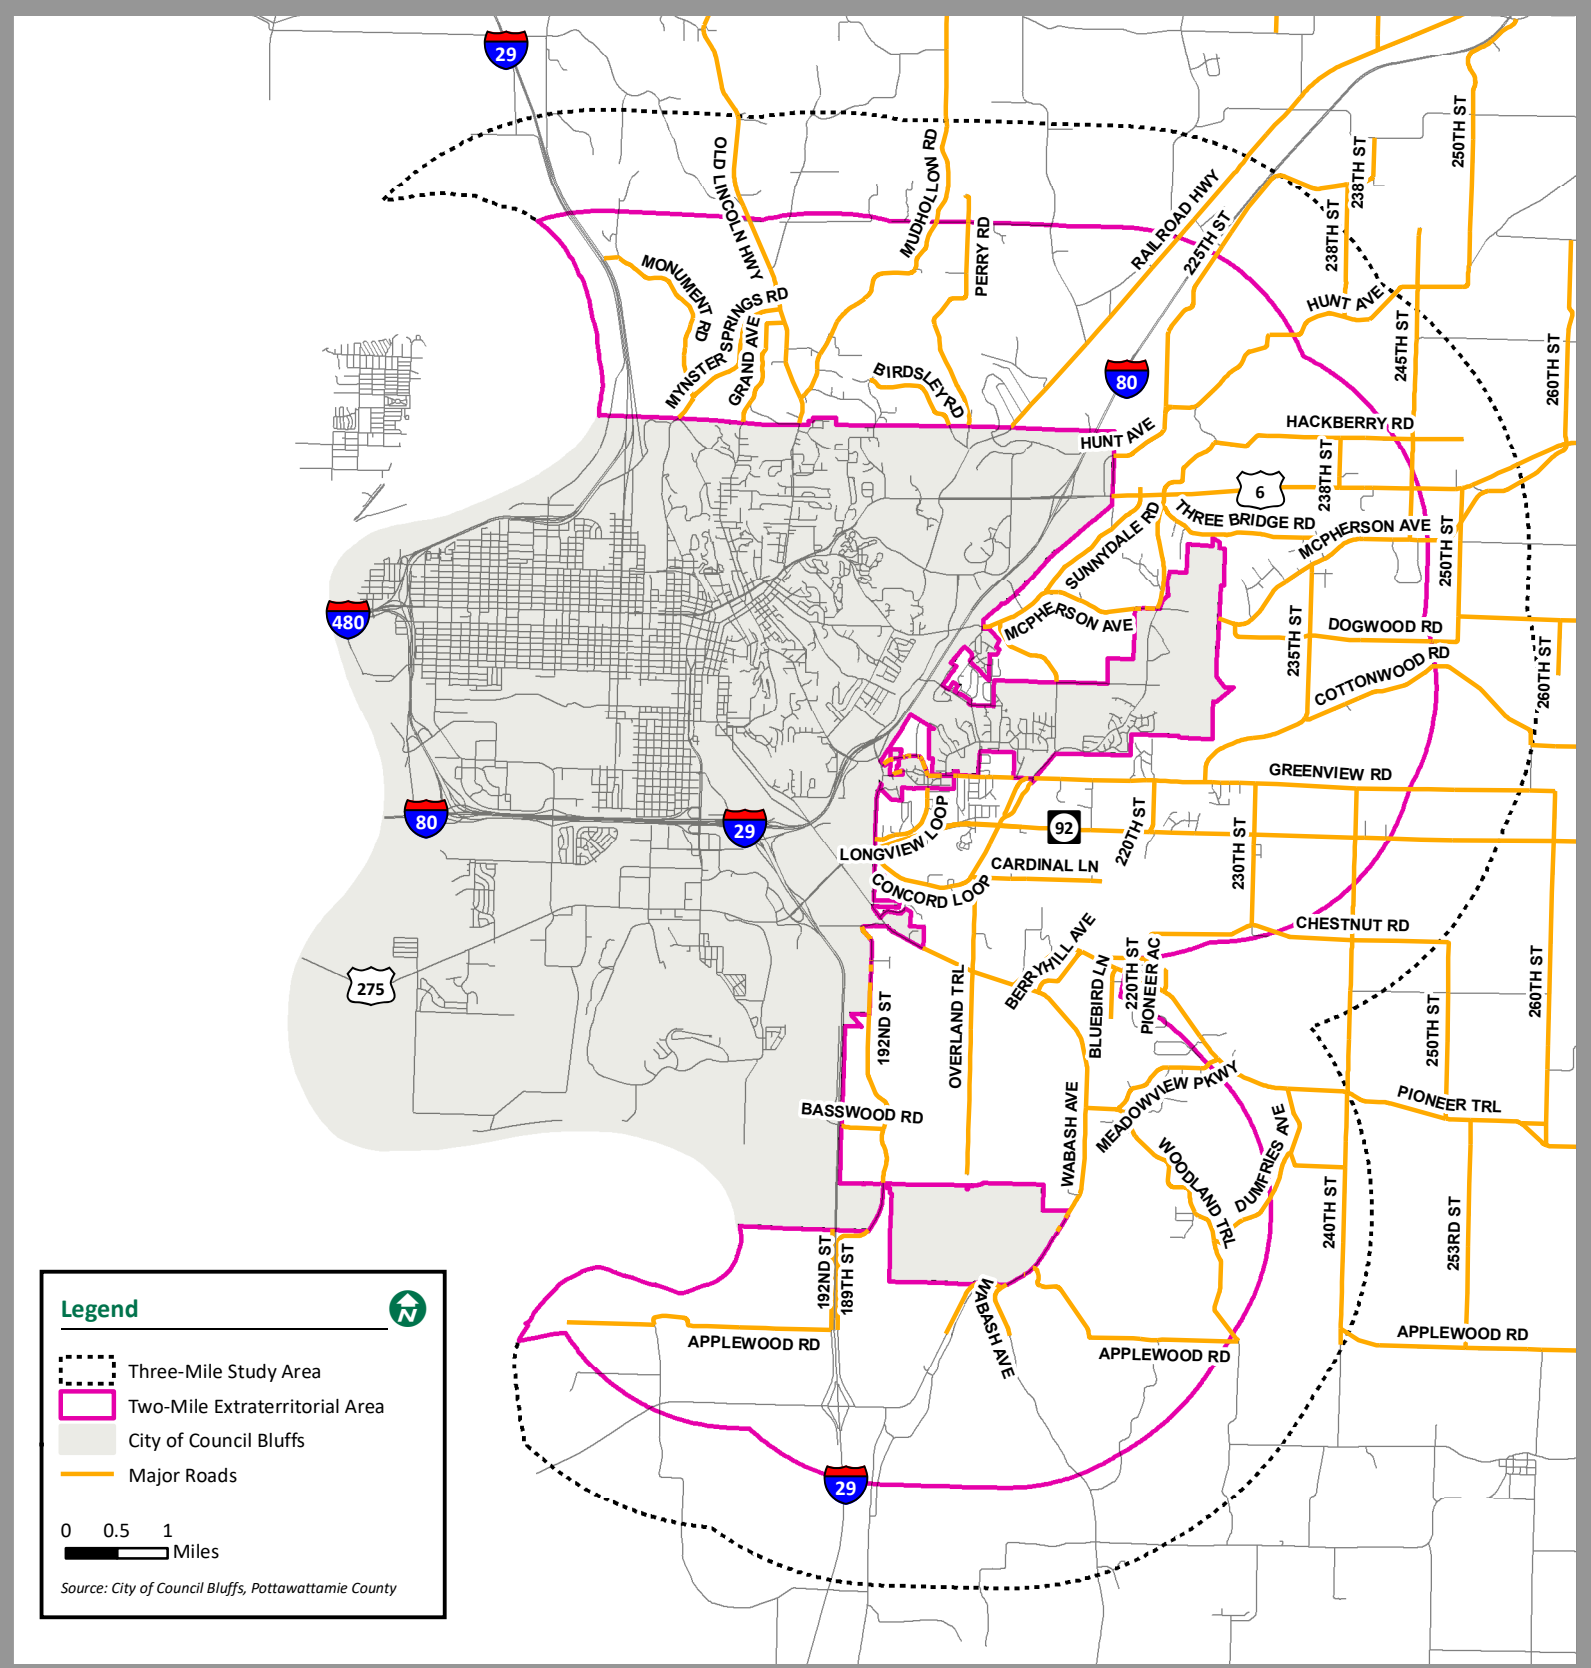 29
OLD LINCOLN HWY
MUDHOLLOW RD
PERRY RD
RAILROAD HWY
225TH ST
238TH ST
238TH ST
250TH ST
MONUMENT RD
MYNSTER SPRINGS RD
GRAND AVE
BIRDSLEY RD
HUNT AVE
245TH ST
260TH ST
80
HUNT AVE
HACKBERRY RD
238TH ST
6
THREE BRIDGE RD
MCPHERSON AVE
SUNNYDALE RD
250TH ST
MCPHERSON AVE
480
235TH ST
DOGWOOD RD
COTTONWOOD RD
260TH ST
GREENVIEW RD
80
29
92
LONGVIEW LOOP
220TH ST
230TH ST
CARDINAL LN
CONCORD LOOP
CHESTNUT RD
275
BERRYHILL AVE
220TH ST
PIONEER AC
BLUEBIRD LN
OVERLAND TRL
192ND ST
250TH ST
260TH ST
BASSWOOD RD
WABASH AVE
MEADOWVIEW PKWY
PIONEER TRL
WOODLAND TRL
DUMFRIES AVE
240TH ST
253RD ST
192ND ST
189TH ST
WABASH AVE
APPLEWOOD RD
APPLEWOOD RD
APPLEWOOD RD
29
Legend
N
Three-Mile Study Area
Two-Mile Extraterritorial Area
City of Council Bluffs
Major Roads
0 0.5 1
Miles
Source: City of Council Bluffs, Pottawattamie County